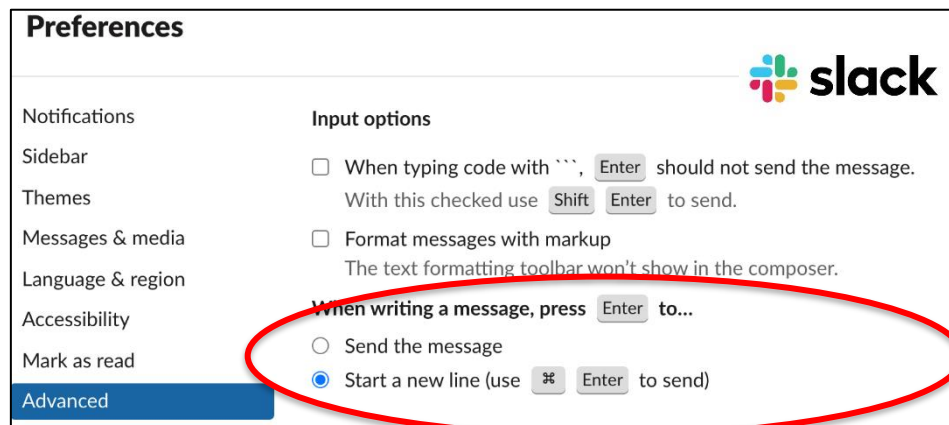 Preferences
slack
Notifications
Sidebar
Themes
Messages & media
Language & region
Accessibility
Mark as read
Advanced
Input options
When typing code with ```, Enter should not send the message.
With this checked use Shift Enter to send.
Format messages with markup
The text formatting toolbar won't show in the composer.
When writing a message, press Enter to...
Send the message
Start a new line (use ⌘ Enter to send)